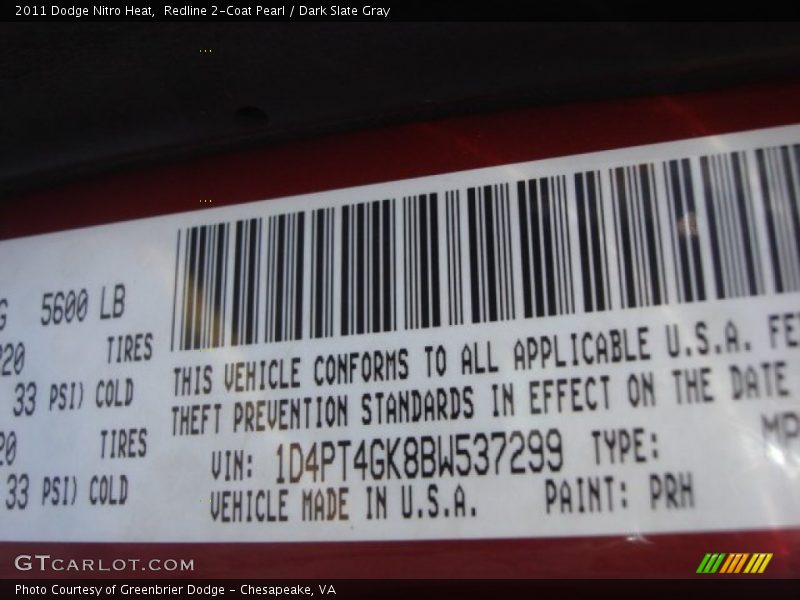 2011 Dodge Nitro Heat, Redline 2-Coat Pearl / Dark Slate Gray
5600 LB
TIRES
33 PSI) COLD
TIRES
33 PSI) COLD
THIS VEHICLE CONFORMS TO ALL APPLICABLE U.S.A. FE
THEFT PREVENTION STANDARDS IN EFFECT ON THE DATE
VIN: 1D4PT4GK8BW537299 TYPE: MP
VEHICLE MADE IN U.S.A. PAINT: PRH
GTCARLOT.COM
Photo Courtesy of Greenbrier Dodge - Chesapeake, VA